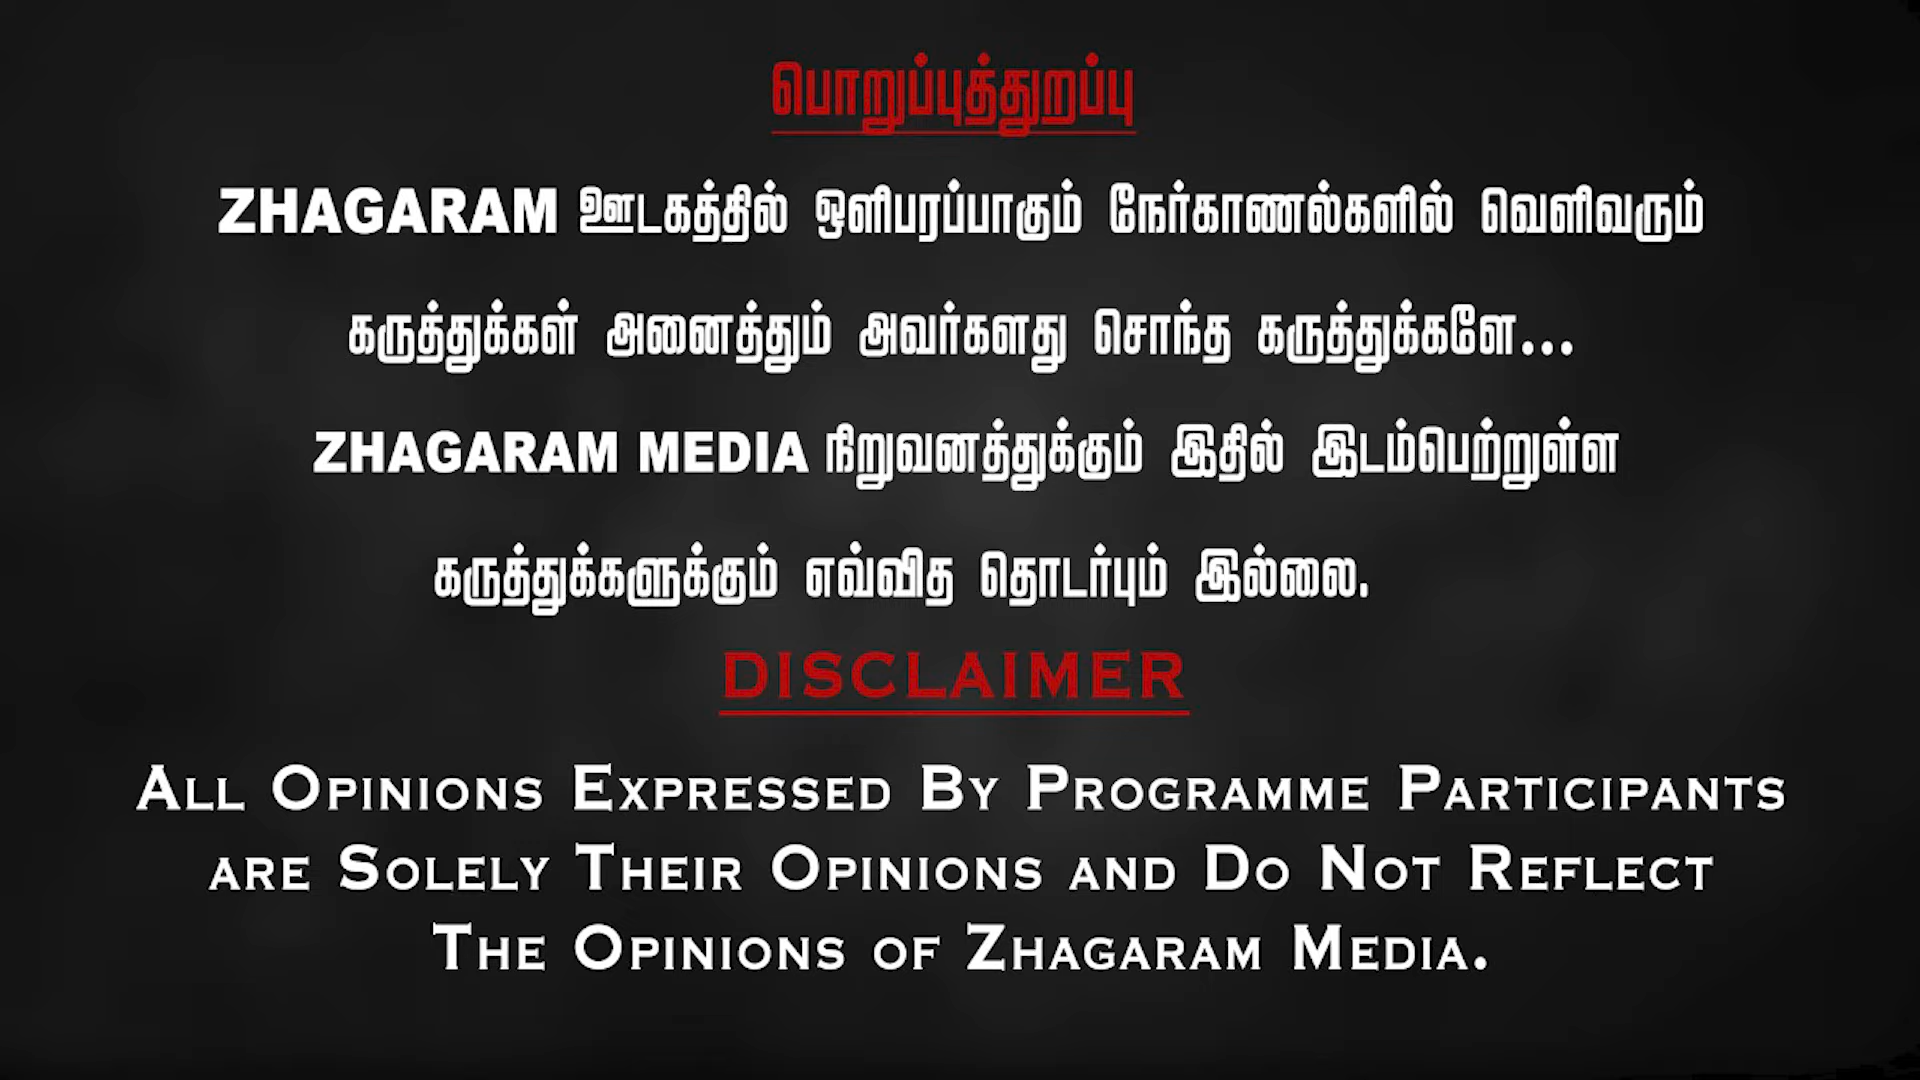 பொறுப்புத்துறப்பு
ZHAGARAM ஊடகத்தில் ஒளிபரப்பாகும் நேர்காணல்களில் வெளிவரும்
கருத்துக்கள் அனைத்தும் அவர்களது சொந்த கருத்துக்களே...
ZHAGARAM MEDIA நிறுவனத்துக்கும் இதில் இடம்பெற்றுள்ள
கருத்துக்களுக்கும் எவ்வித தொடர்பும் இல்லை.
DISCLAIMER
All Opinions Expressed By Programme Participants
are Solely Their Opinions and Do Not Reflect
The Opinions of Zhagaram Media.